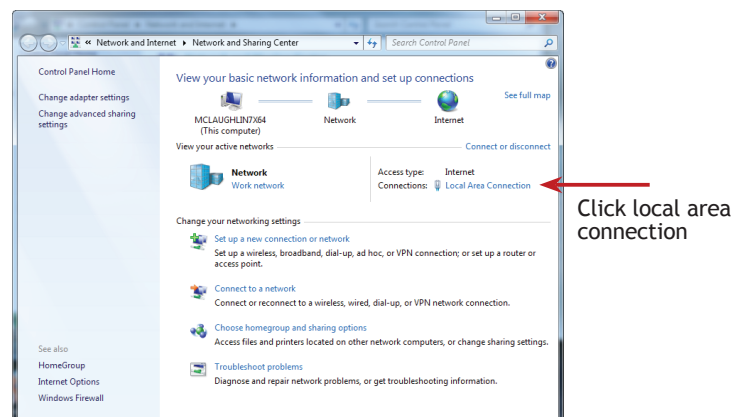 « Network and Internet ▸ Network and Sharing Center
Search Control Panel
Control Panel Home
Change adapter settings
Change advanced sharing
settings
View your basic network information and set up connections
See full map
MCLAUGHLIN7X64
(This computer)
Network
Internet
View your active networks
Connect or disconnect
Network
Work network
Access type: Internet
Connections: Local Area Connection
Click local area
connection
Change your networking settings
Set up a new connection or network
Set up a wireless, broadband, dial-up, ad hoc, or VPN connection; or set up a router or
access point.
Connect to a network
Connect or reconnect to a wireless, wired, dial-up, or VPN network connection.
Choose homegroup and sharing options
Access files and printers located on other network computers, or change sharing settings.
Troubleshoot problems
Diagnose and repair network problems, or get troubleshooting information.
See also
HomeGroup
Internet Options
Windows Firewall